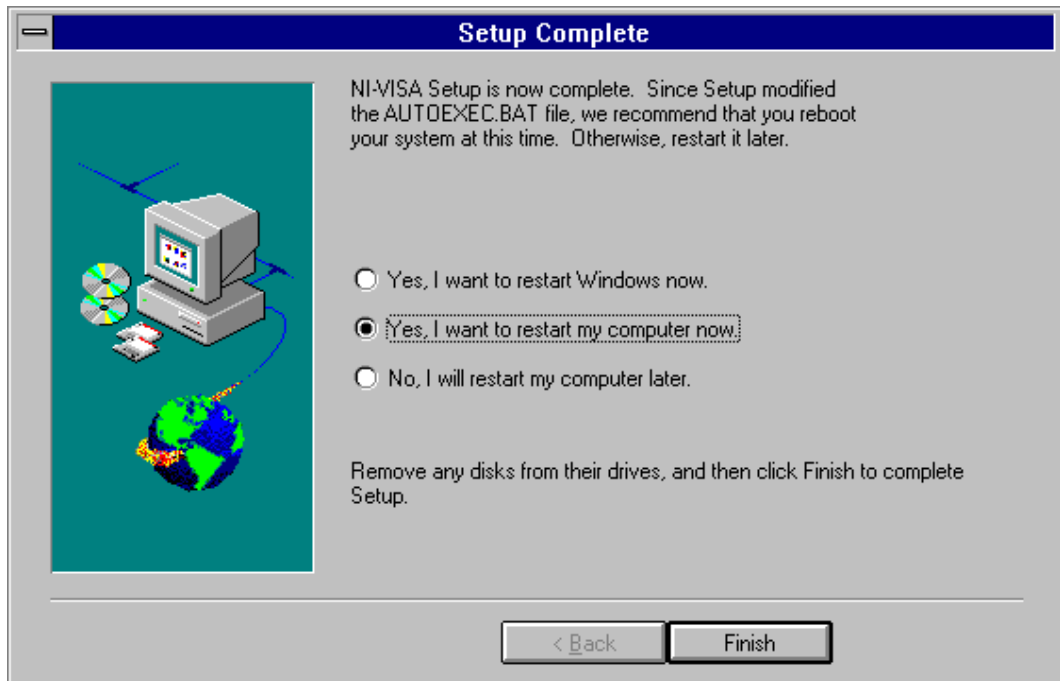 Setup Complete
NI-VISA Setup is now complete.  Since Setup modified
the AUTOEXEC.BAT file, we recommend that you reboot
your system at this time.  Otherwise, restart it later.
Yes, I want to restart Windows now.
Yes, I want to restart my computer now.
No, I will restart my computer later.
Remove any disks from their drives, and then click Finish to complete
Setup.
< Back
Finish